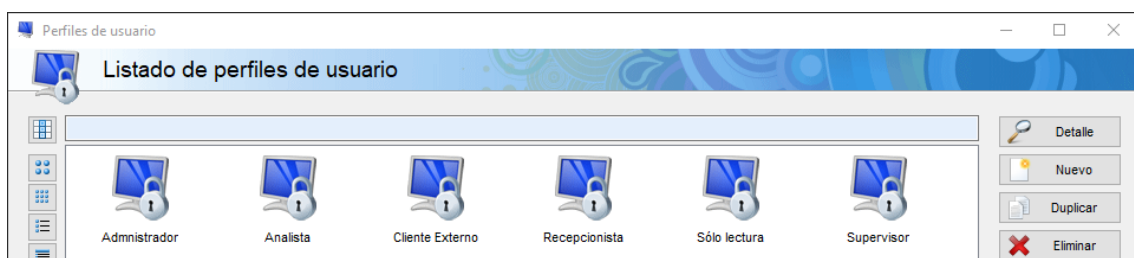 Perfiles de usuario
Listado de perfiles de usuario
Detalle
Nuevo
Duplicar
Eliminar
Admnistrador
Analista
Cliente Externo
Recepcionista
Sólo lectura
Supervisor